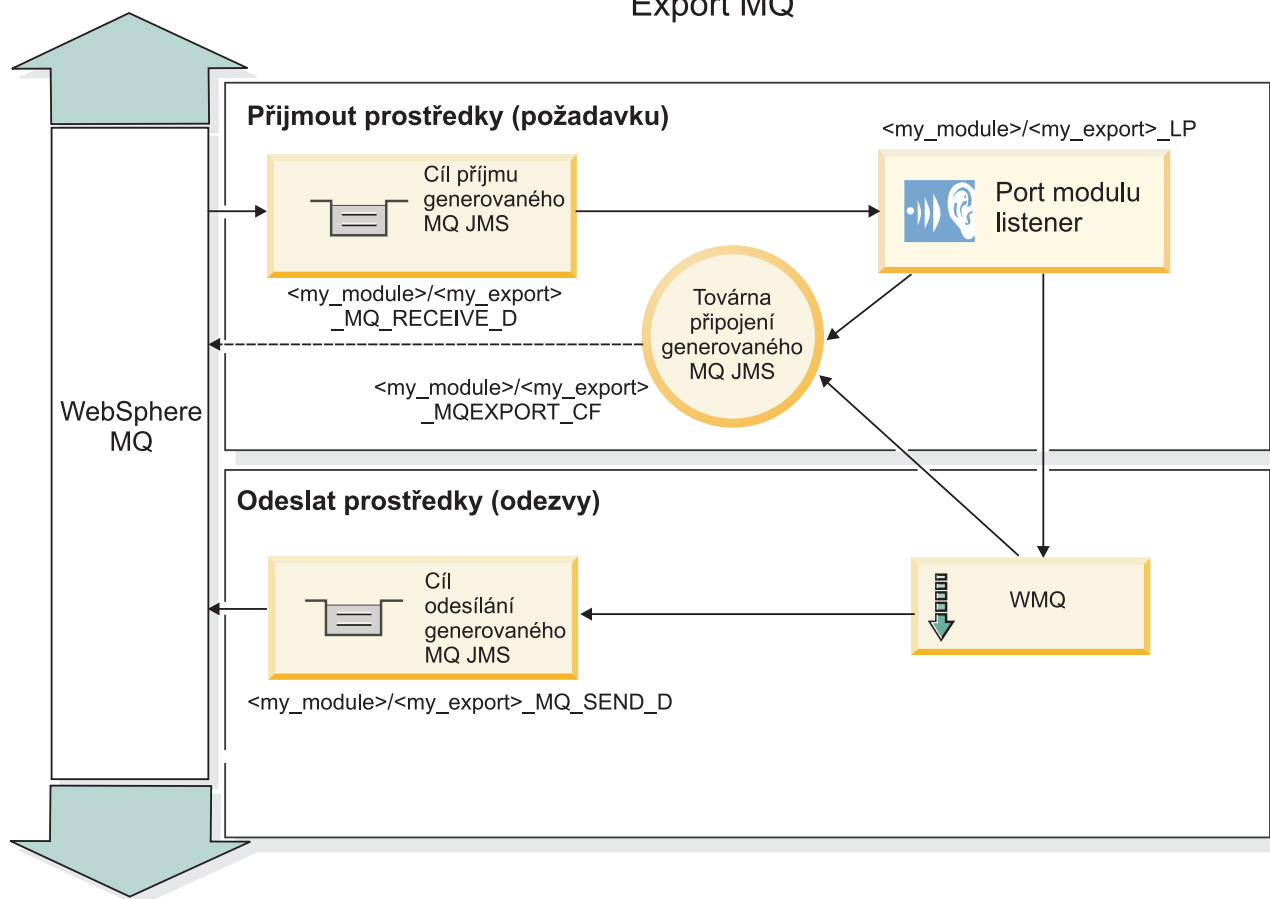 Export MQ
Přijmout prostředky (požadavku)
<my_module>/<my_export>_LP
Cíl příjmu
generovaného
MQ JMS
Port modulu
listener
<my_module>/<my_export>
_MQ_RECEIVE_D
Továrna
připojení
generovaného
MQ JMS
<my_module>/<my_export>
_MQEXPORT_CF
WebSphere
MQ
Odeslat prostředky (odezvy)
Cíl
odesílání
generovaného
MQ JMS
WMQ
<my_module>/<my_export>_MQ_SEND_D